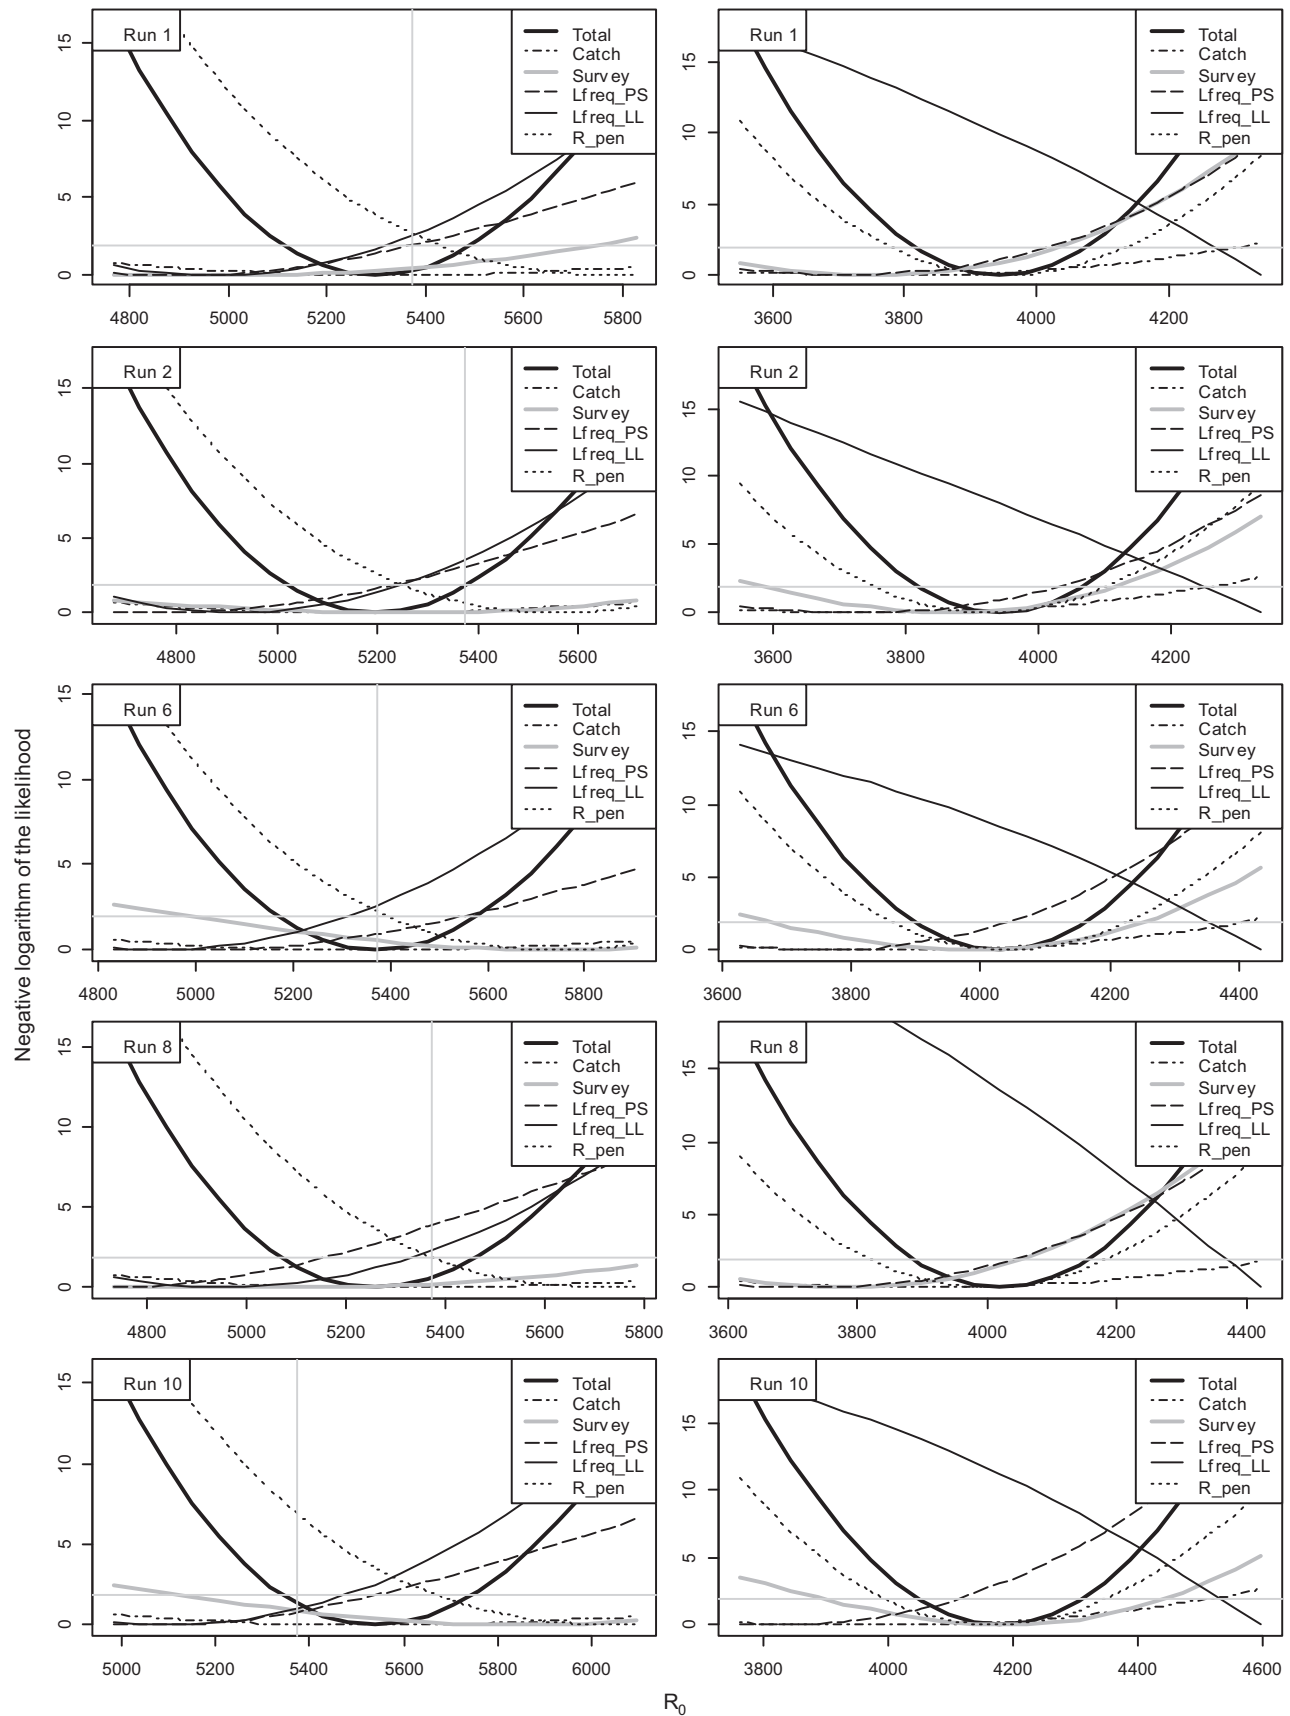 Run 1
Total
Catch
Survey
Lfreq_PS
Lfreq_LL
R_pen
0 5 10 15
4800 5000 5200 5400 5600 5800
Run 1
Total
Catch
Survey
Lfreq_PS
Lfreq_LL
R_pen
0 5 10 15
3600 3800 4000 4200
Run 2
Total
Catch
Survey
Lfreq_PS
Lfreq_LL
R_pen
0 5 10 15
4800 5000 5200 5400 5600
Run 2
Total
Catch
Survey
Lfreq_PS
Lfreq_LL
R_pen
0 5 10 15
3600 3800 4000 4200
Run 6
Total
Catch
Survey
Lfreq_PS
Lfreq_LL
R_pen
0 5 10 15
4800 5000 5200 5400 5600 5800
Run 6
Total
Catch
Survey
Lfreq_PS
Lfreq_LL
R_pen
0 5 10 15
3600 3800 4000 4200 4400
Negative logarithm of the likelihood
Run 8
Total
Catch
Survey
Lfreq_PS
Lfreq_LL
R_pen
0 5 10 15
4800 5000 5200 5400 5600 5800
Run 8
Total
Catch
Survey
Lfreq_PS
Lfreq_LL
R_pen
0 5 10 15
3600 3800 4000 4200 4400
Run 10
Total
Catch
Survey
Lfreq_PS
Lfreq_LL
R_pen
0 5 10 15
5000 5200 5400 5600 5800 6000
Run 10
Total
Catch
Survey
Lfreq_PS
Lfreq_LL
R_pen
0 5 10 15
3800 4000 4200 4400 4600
R0